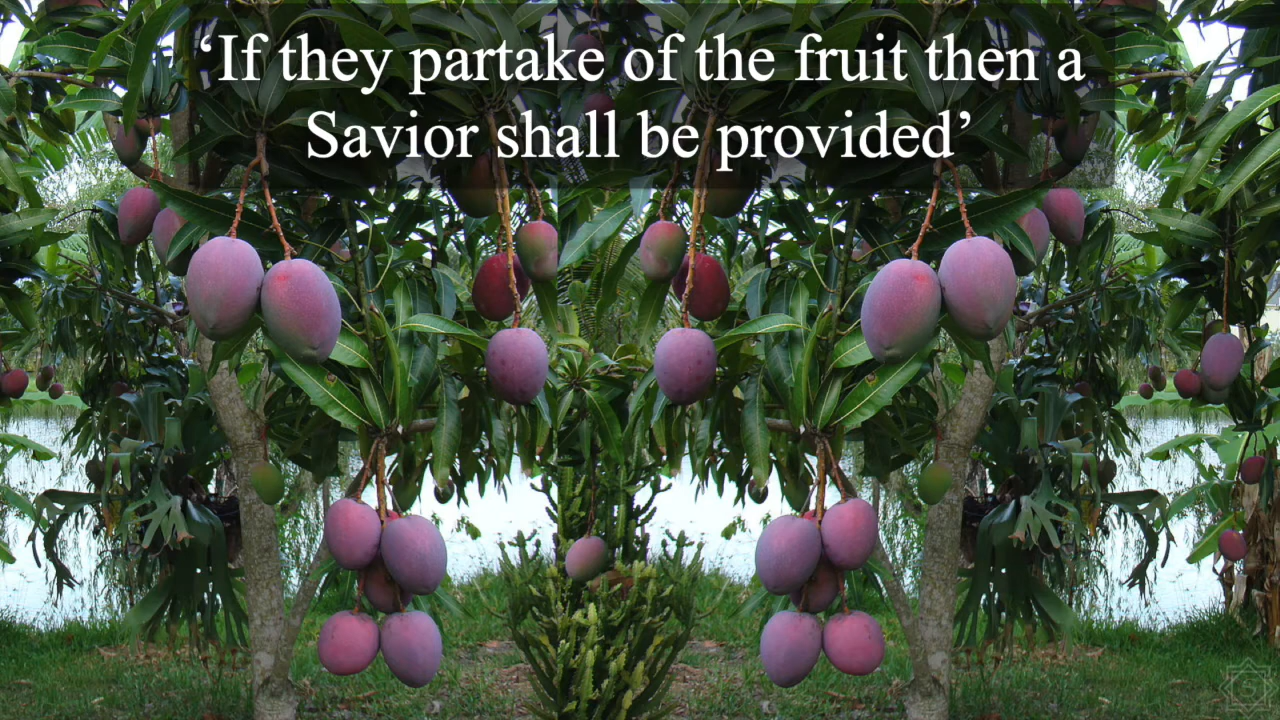 ‘If they partake of the fruit then a
Savior shall be provided’